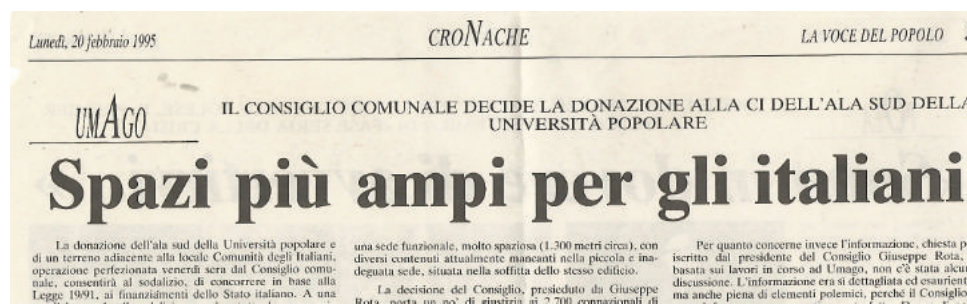 Lunedì, 20 febbraio 1995
CRONACHE
LA VOCE DEL POPOLO
UMAGO
IL CONSIGLIO COMUNALE DECIDE LA DONAZIONE ALLA CI DELL'ALA SUD DELLA
UNIVERSITÀ POPOLARE
Spazi più ampi per gli italiani
La donazione dell'ala sud della Università popolare e
di un terreno adiacente alla locale Comunità degli Italiani,
operazione perfezionata venerdì sera dal Consiglio comu-
nale, consentirà al sodalizio, di concorrere in base alla
Legge 19/91, ai finanziamenti dello Stato italiano. A una
una sede funzionale, molto spaziosa (1.300 metri circa), con
diversi contenuti attualmente mancanti nella piccola e ina-
deguata sede, situata nella soffitta dello stesso edificio.
La decisione del Consiglio, presieduto da Giuseppe
Rota, porta un po' di giustizia ai 2.700 connazionali di
Per quanto concerne invece l'informazione, chiesta
iscritto dal presidente del Consiglio Giuseppe Rota,
basata sui lavori in corso ad Umago, non c'è stata
discussione. L'informazione era sì dettagliata ed
ma anche piena di elementi polemici, perché il Consiglio